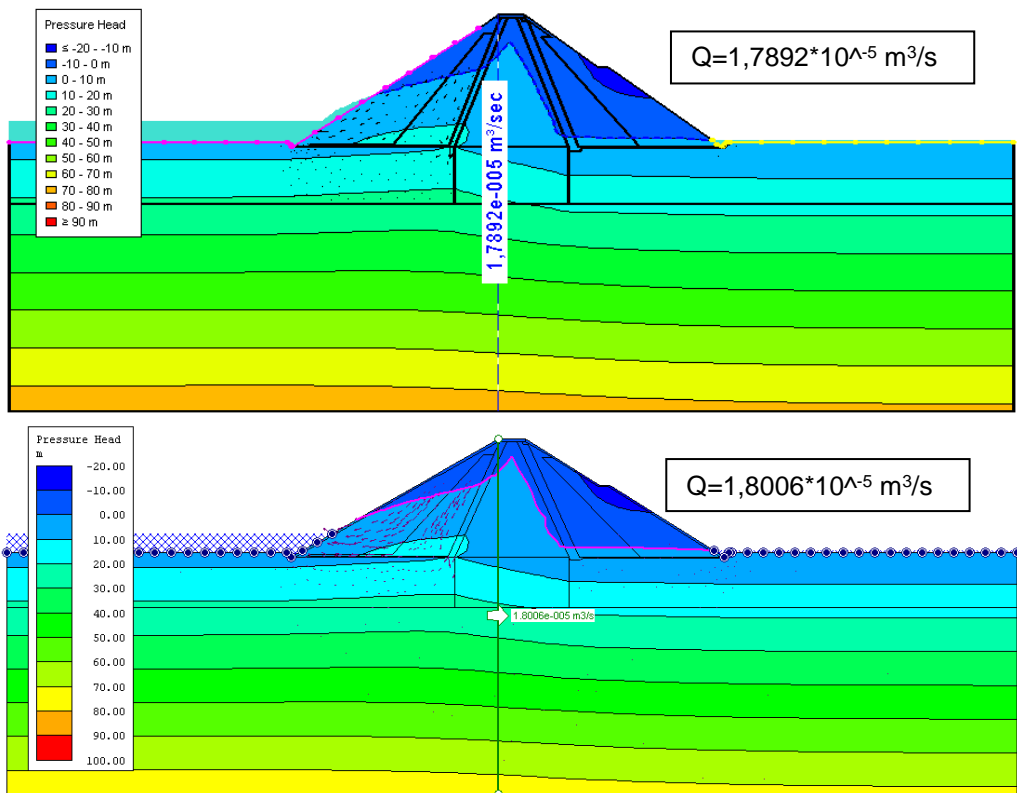 Pressure Head
≤ -20 - -10 m
-10 - 0 m
0 - 10 m
10 - 20 m
20 - 30 m
30 - 40 m
40 - 50 m
50 - 60 m
60 - 70 m
70 - 80 m
80 - 90 m
≥ 90 m
1,7892e-005 m³/sec
Q=1,7892*10^-5 m³/s
Pressure Head
m
-20.00
-10.00
0.00
10.00
20.00
30.00
40.00
50.00
60.00
70.00
80.00
90.00
100.00
Q=1,8006*10^-5 m³/s
1.8006e-005 m3/s